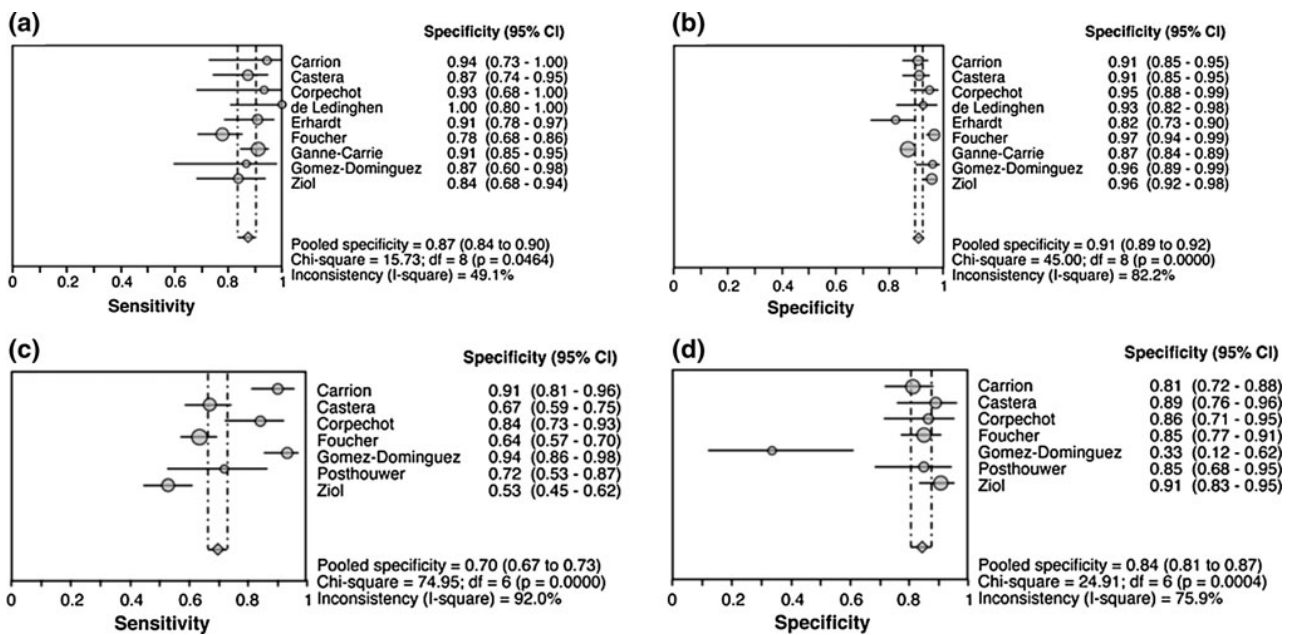 (a)
Specificity (95% CI)
Carrion 0.94 (0.73 - 1.00)
Castera 0.87 (0.74 - 0.95)
Corpechot 0.93 (0.68 - 1.00)
de Ledinghen 1.00 (0.80 - 1.00)
Erhardt 0.91 (0.78 - 0.97)
Foucher 0.78 (0.68 - 0.86)
Ganne-Carrie 0.91 (0.85 - 0.95)
Gomez-Dominguez 0.87 (0.60 - 0.98)
Ziol 0.84 (0.68 - 0.94)
Pooled specificity = 0.87 (0.84 to 0.90)
Chi-square = 15.73; df = 8 (p = 0.0464)
Inconsistency (I-square) = 49.1%
0 0.2 0.4 0.6 0.8 1
Sensitivity
(b)
Specificity (95% CI)
Carrion 0.91 (0.85 - 0.95)
Castera 0.91 (0.85 - 0.95)
Corpechot 0.95 (0.88 - 0.99)
de Ledinghen 0.93 (0.82 - 0.98)
Erhardt 0.82 (0.73 - 0.90)
Foucher 0.97 (0.94 - 0.99)
Ganne-Carrie 0.87 (0.84 - 0.89)
Gomez-Dominguez 0.96 (0.89 - 0.99)
Ziol 0.96 (0.92 - 0.98)
Pooled specificity = 0.91 (0.89 to 0.92)
Chi-square = 45.00; df = 8 (p = 0.0000)
Inconsistency (I-square) = 82.2%
0 0.2 0.4 0.6 0.8 1
Specificity
(c)
Specificity (95% CI)
Carrion 0.91 (0.81 - 0.96)
Castera 0.67 (0.59 - 0.75)
Corpechot 0.84 (0.73 - 0.93)
Foucher 0.64 (0.57 - 0.70)
Gomez-Dominguez 0.94 (0.86 - 0.98)
Posthouwer 0.72 (0.53 - 0.87)
Ziol 0.53 (0.45 - 0.62)
Pooled specificity = 0.70 (0.67 to 0.73)
Chi-square = 74.95; df = 6 (p = 0.0000)
Inconsistency (I-square) = 92.0%
0 0.2 0.4 0.6 0.8 1
Sensitivity
(d)
Specificity (95% CI)
Carrion 0.81 (0.72 - 0.88)
Castera 0.89 (0.76 - 0.96)
Corpechot 0.86 (0.71 - 0.95)
Foucher 0.85 (0.77 - 0.91)
Gomez-Dominguez 0.33 (0.12 - 0.62)
Posthouwer 0.85 (0.68 - 0.95)
Ziol 0.91 (0.83 - 0.95)
Pooled specificity = 0.84 (0.81 to 0.87)
Chi-square = 24.91; df = 6 (p = 0.0004)
Inconsistency (I-square) = 75.9%
0 0.2 0.4 0.6 0.8 1
Specificity